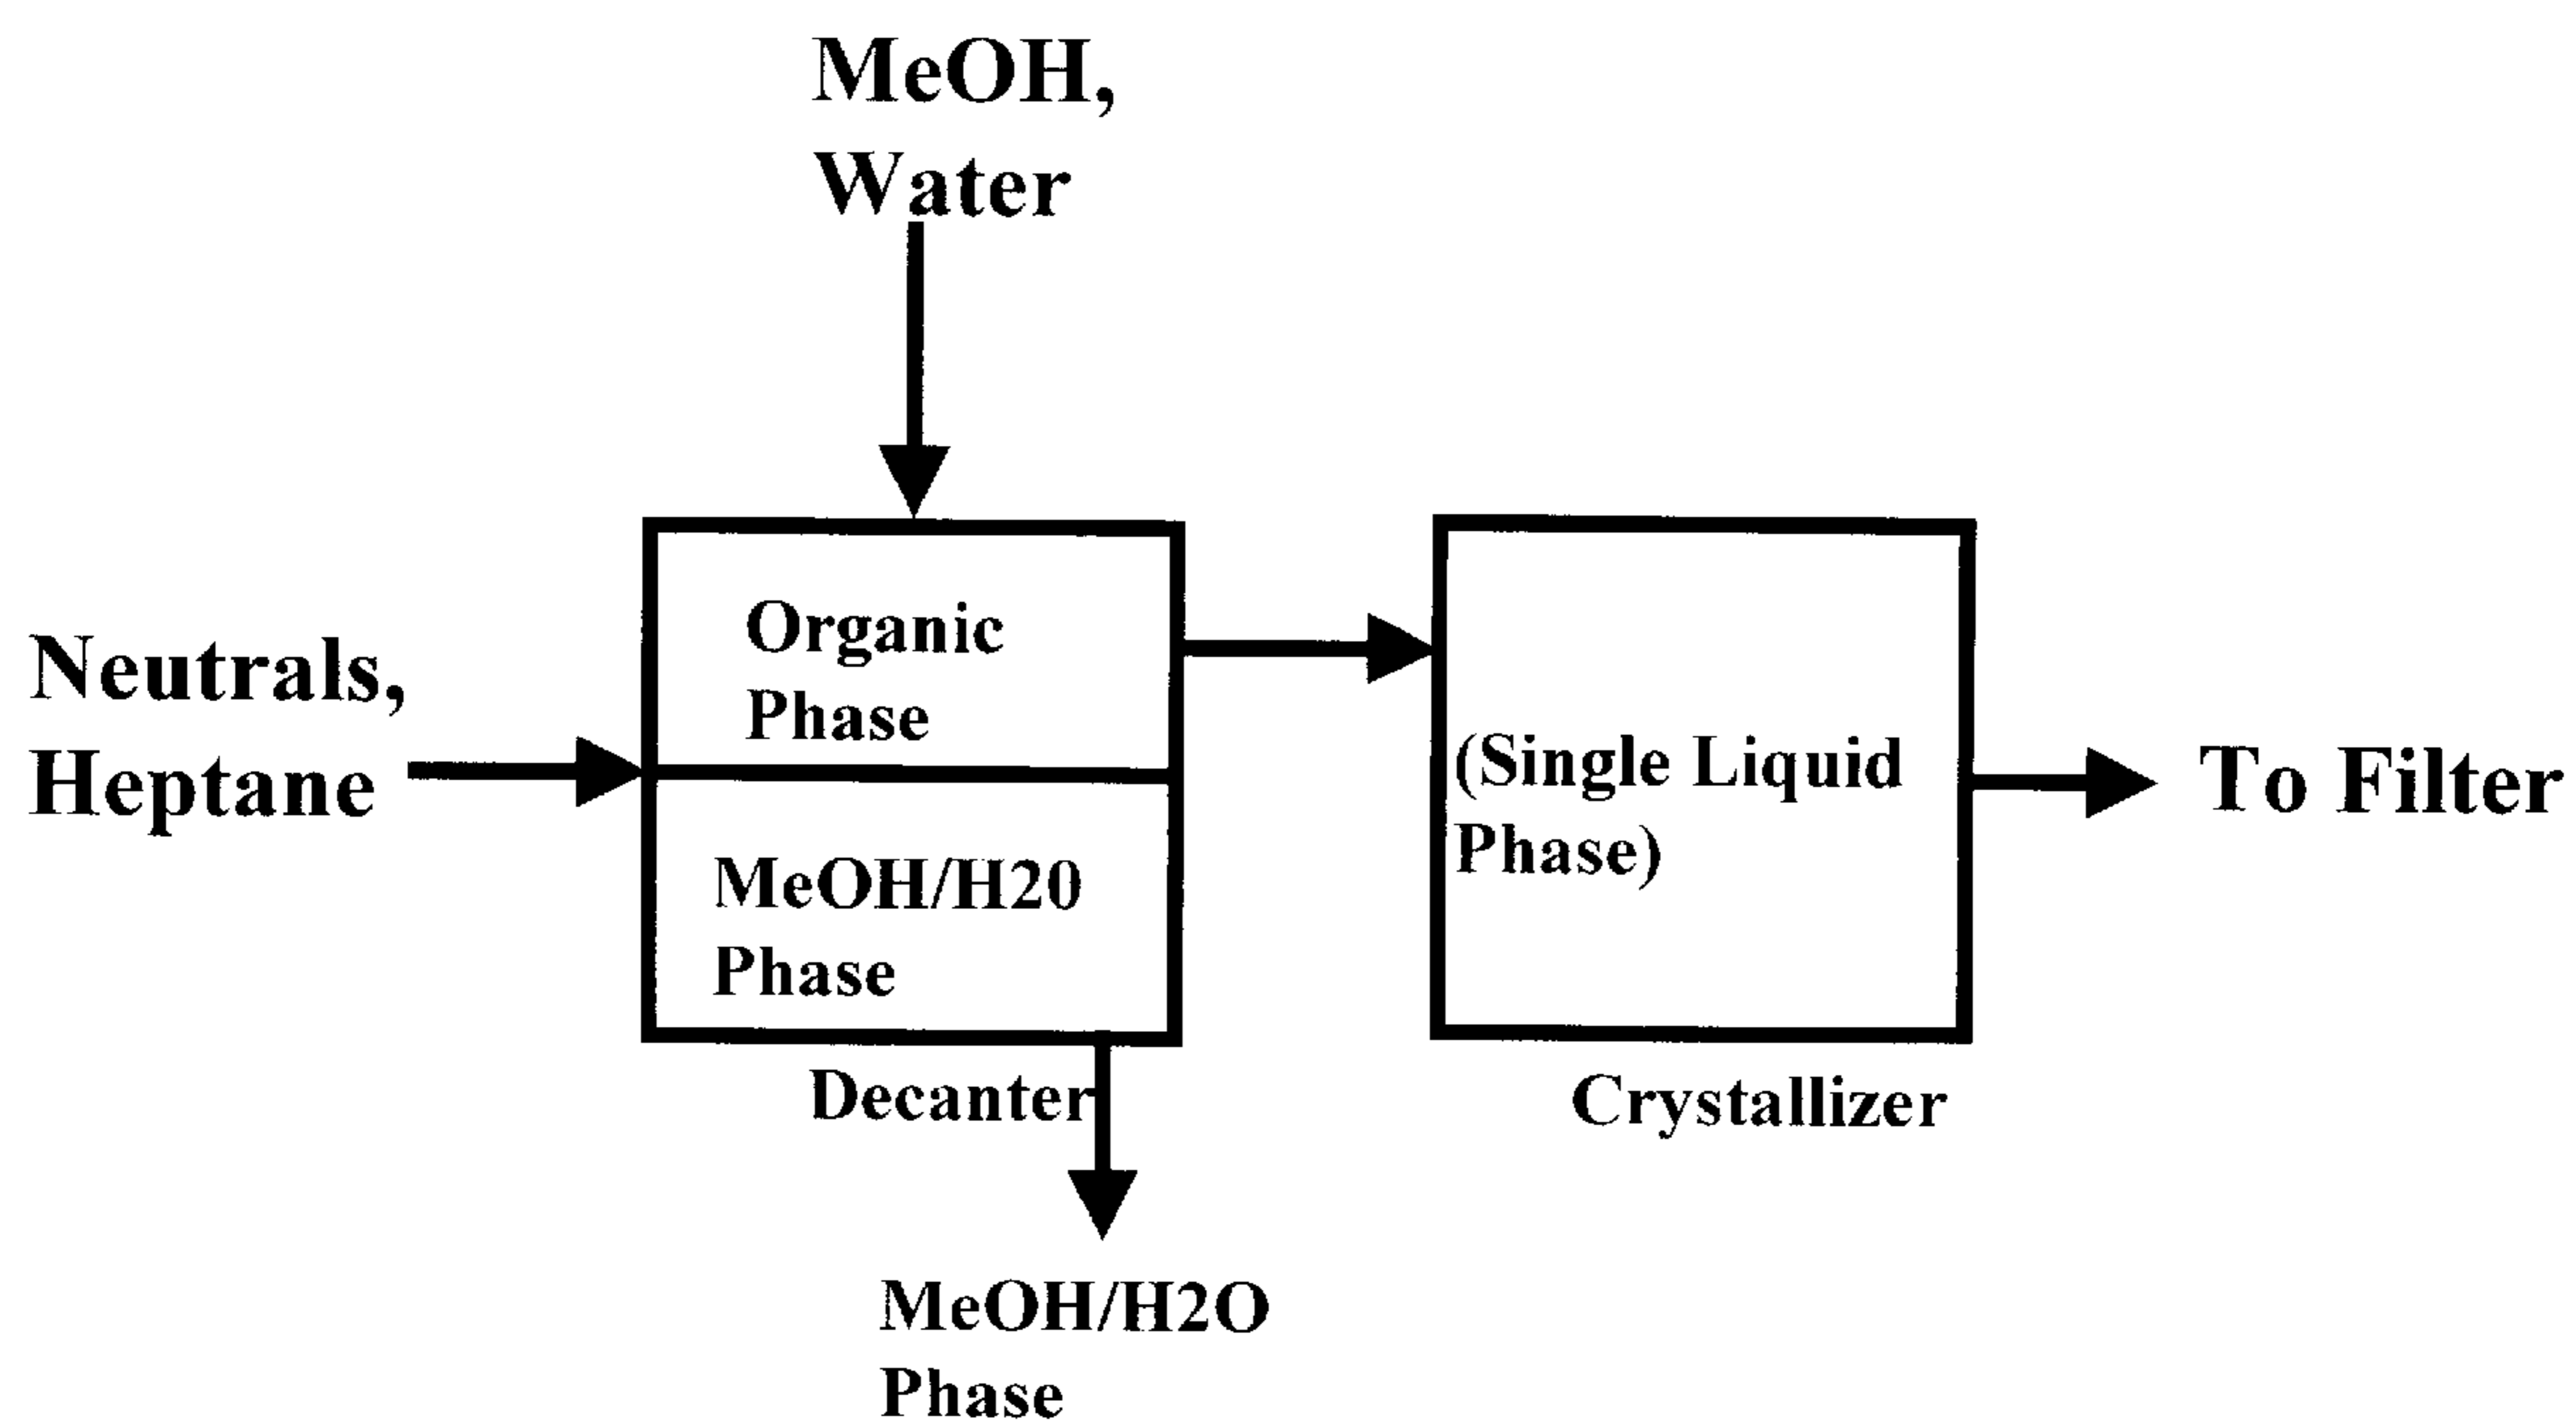 MeOH,
Water
Neutrals,
Heptane
Organic
Phase
MeOH/H20
Phase
Decanter
MeOH/H2O
Phase
(Single Liquid
Phase)
Crystallizer
To Filter